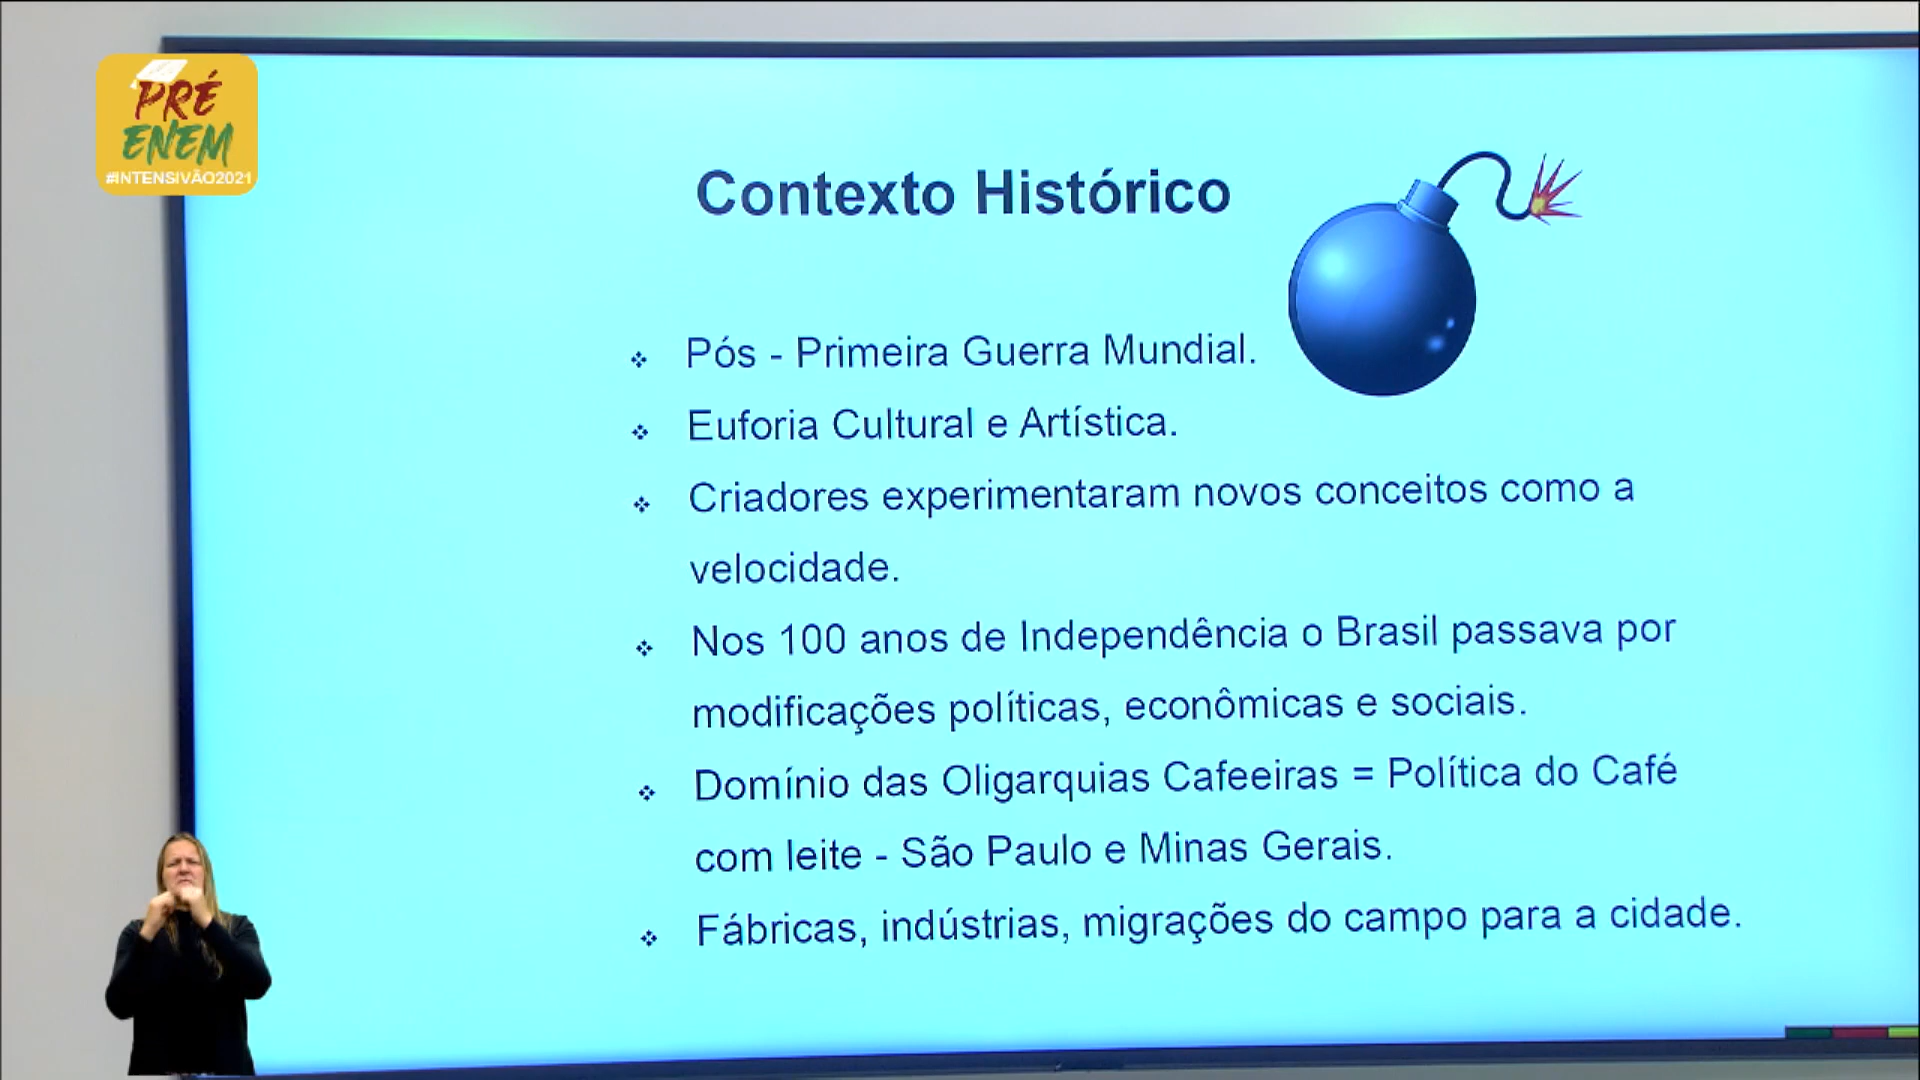 PRÉ
ENEM
#INTENSIVÃO2021
Contexto Histórico
Pós - Primeira Guerra Mundial.
Euforia Cultural e Artística.
Criadores experimentaram novos conceitos como a
velocidade.
Nos 100 anos de Independência o Brasil passava por
modificações políticas, econômicas e sociais.
Domínio das Oligarquias Cafeeiras = Política do Café
com leite - São Paulo e Minas Gerais.
Fábricas, indústrias, migrações do campo para a cidade.